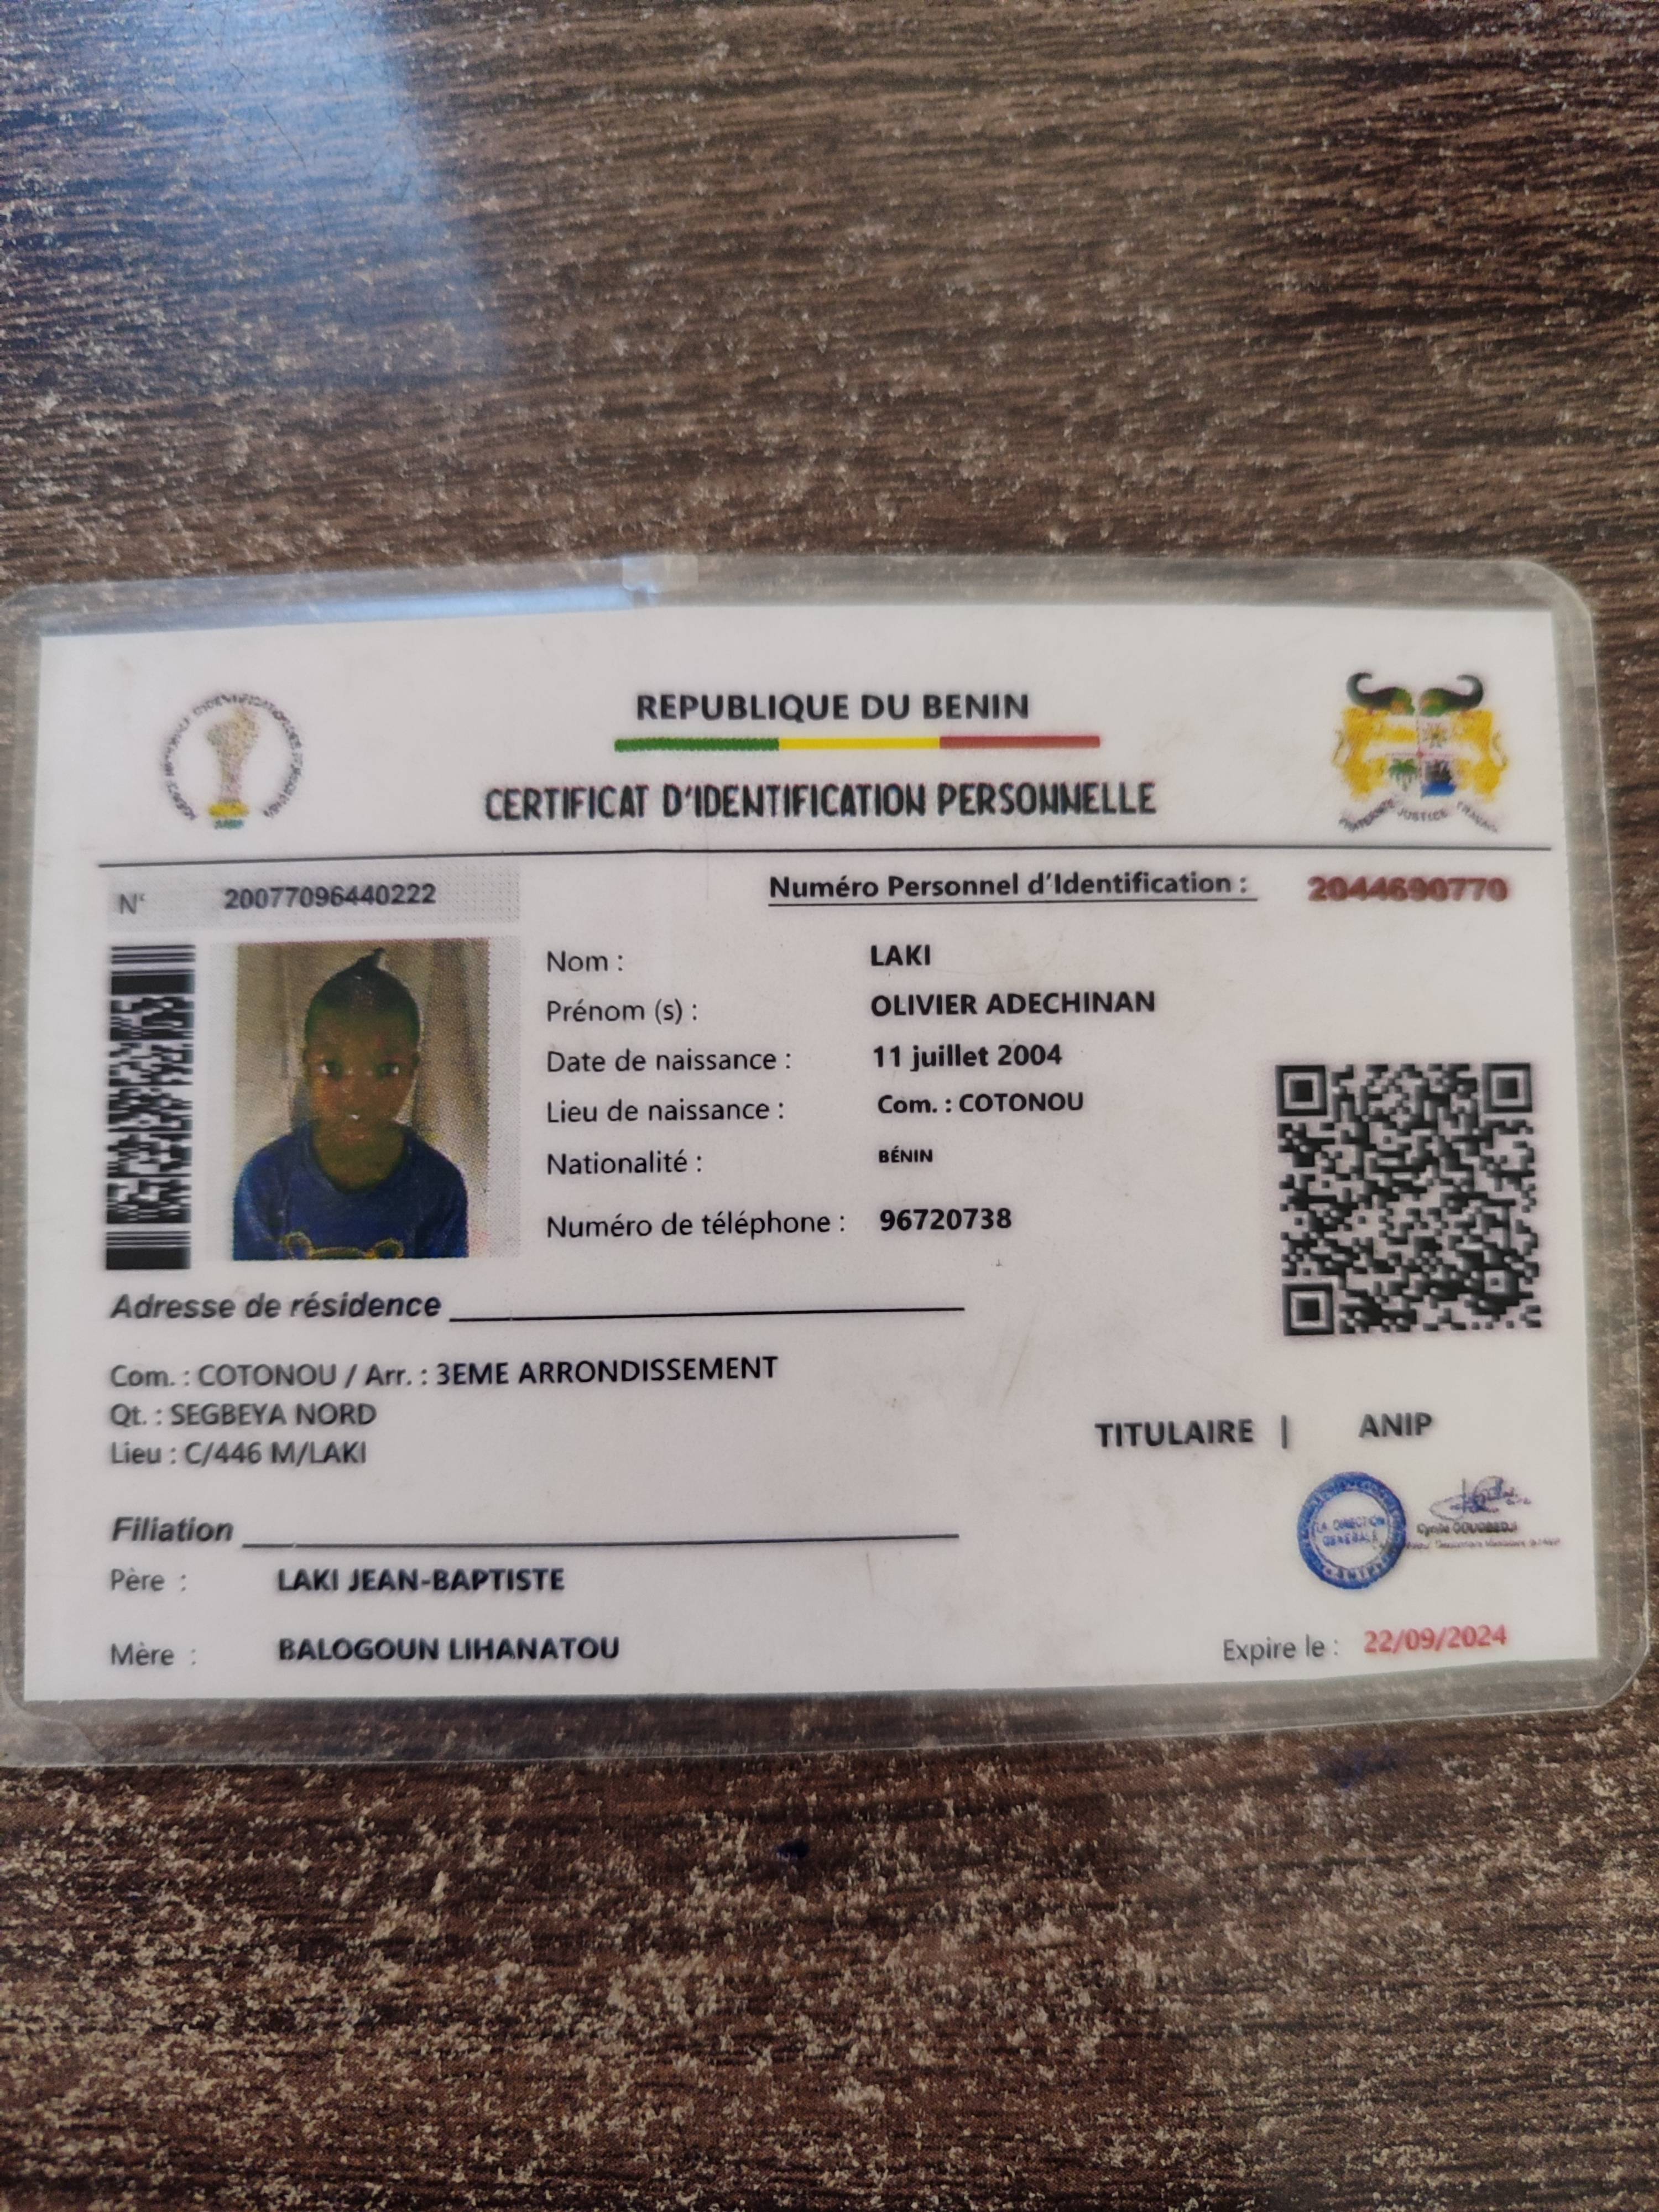 REPUBLIQUE DU BENIN
CERTIFICAT D'IDENTIFICATION PERSONNELLE
N° 20077096440222
Numéro Personnel d'Identification : 2044690770
Nom : LAKI
Prénom (s) : OLIVIER ADECHINAN
Date de naissance : 11 juillet 2004
Lieu de naissance : Com. : COTONOU
Nationalité : BÉNIN
Numéro de téléphone : 96720738
Adresse de résidence
Com. : COTONOU / Arr. : 3EME ARRONDISSEMENT
Qt. : SEGBEYA NORD
Lieu : C/446 M/LAKI
TITULAIRE | ANIP
LA DIRECTION
GENERALE
Filiation
Père : LAKI JEAN-BAPTISTE
Mère : BALOGOUN LIHANATOU
Expire le : 22/09/2024